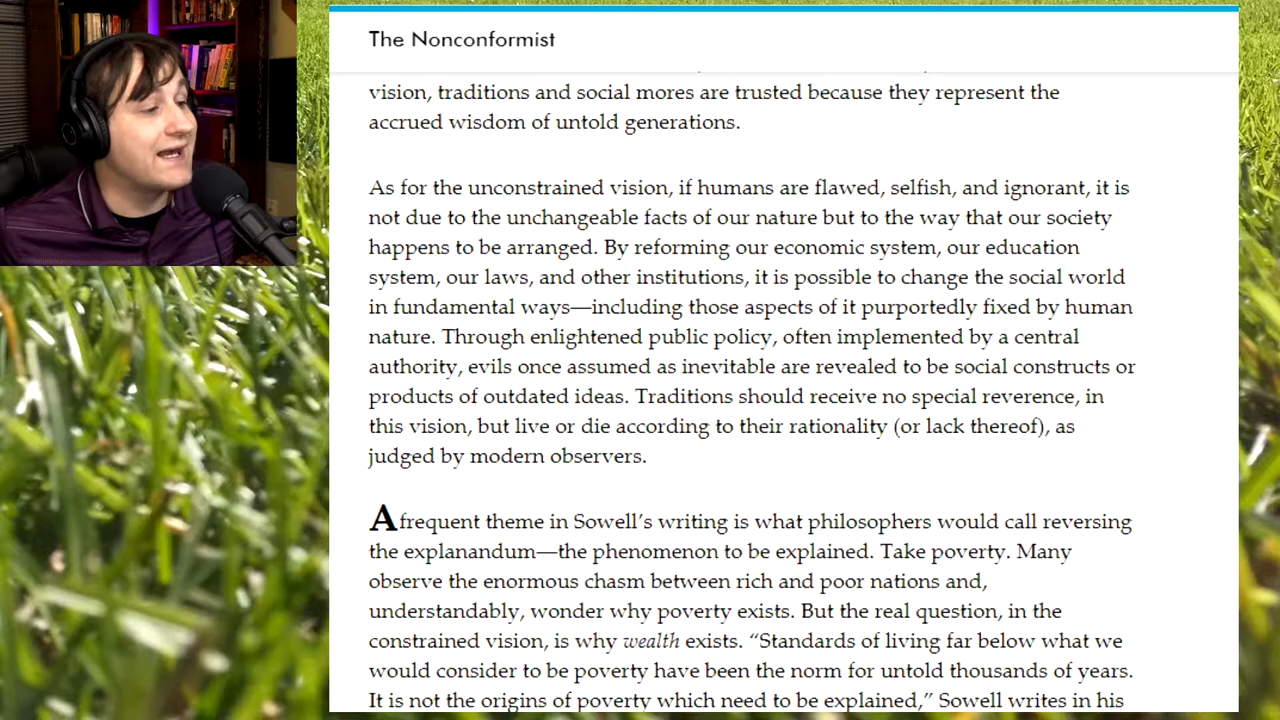 The Nonconformist
vision, traditions and social mores are trusted because they represent the
accrued wisdom of untold generations.
As for the unconstrained vision, if humans are flawed, selfish, and ignorant, it is
not due to the unchangeable facts of our nature but to the way that our society
happens to be arranged. By reforming our economic system, our education
system, our laws, and other institutions, it is possible to change the social world
in fundamental ways—including those aspects of it purportedly fixed by human
nature. Through enlightened public policy, often implemented by a central
authority, evils once assumed as inevitable are revealed to be social constructs or
products of outdated ideas. Traditions should receive no special reverence, in
this vision, but live or die according to their rationality (or lack thereof), as
judged by modern observers.
A frequent theme in Sowell’s writing is what philosophers would call reversing
the explanandum—the phenomenon to be explained. Take poverty. Many
observe the enormous chasm between rich and poor nations and,
understandably, wonder why poverty exists. But the real question, in the
constrained vision, is why wealth exists. “Standards of living far below what we
would consider to be poverty have been the norm for untold thousands of years.
It is not the origins of poverty which need to be explained,” Sowell writes in his